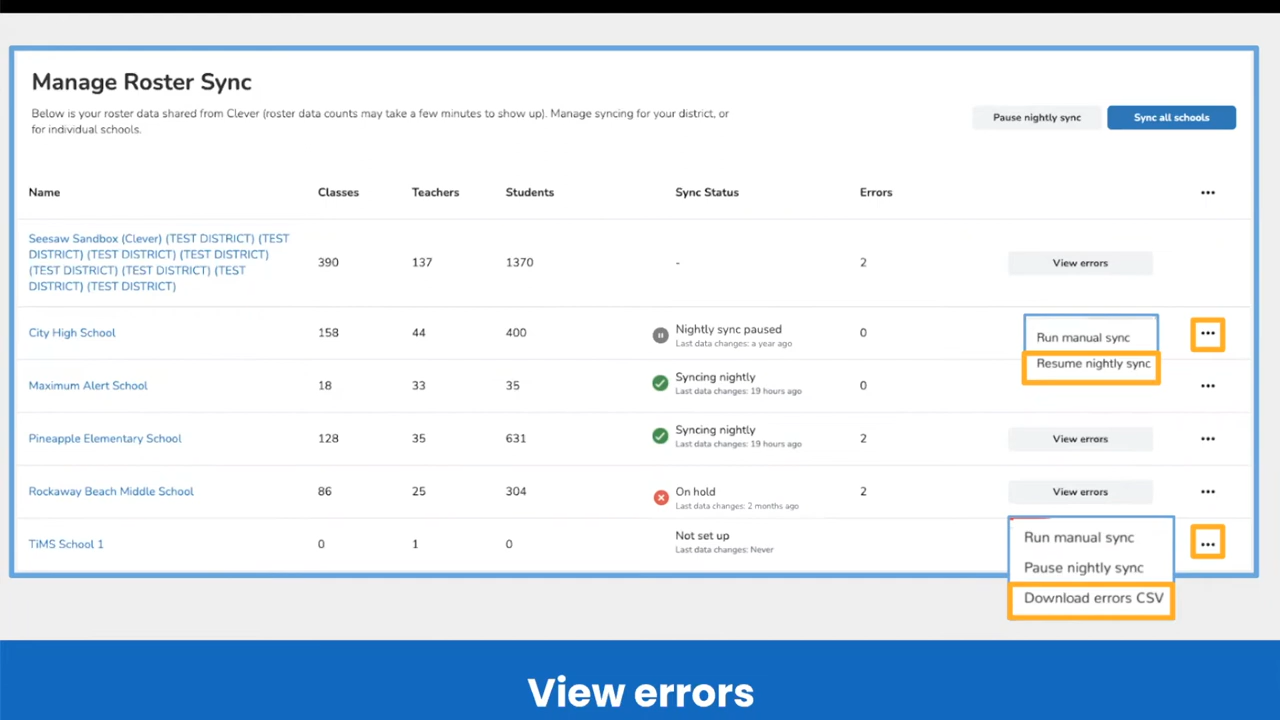 Manage Roster Sync
Below is your roster data shared from Clever (roster data counts may take a few minutes to show up). Manage syncing for your district, or
for individual schools.
Pause nightly sync
Sync all schools
Name Classes Teachers Students Sync Status Errors •••
Seesaw Sandbox (Clever) (TEST DISTRICT) (TEST
DISTRICT) (TEST DISTRICT) (TEST DISTRICT)
(TEST DISTRICT) (TEST DISTRICT) (TEST
DISTRICT) (TEST DISTRICT)
390 137 1370 - 2 View errors
City High School 158 44 400 Nightly sync paused 0 •••
Last data changes: a year ago
Run manual sync
Resume nightly sync
Maximum Alert School 18 33 35 Syncing nightly 0 •••
Last data changes: 19 hours ago
Pineapple Elementary School 128 35 631 Syncing nightly 2 View errors •••
Last data changes: 19 hours ago
Rockaway Beach Middle School 86 25 304 On hold 2 View errors •••
Last data changes: 2 months ago
TiMS School 1 0 1 0 Not set up •••
Last data changes: Never
Run manual sync
Pause nightly sync
Download errors CSV
View errors